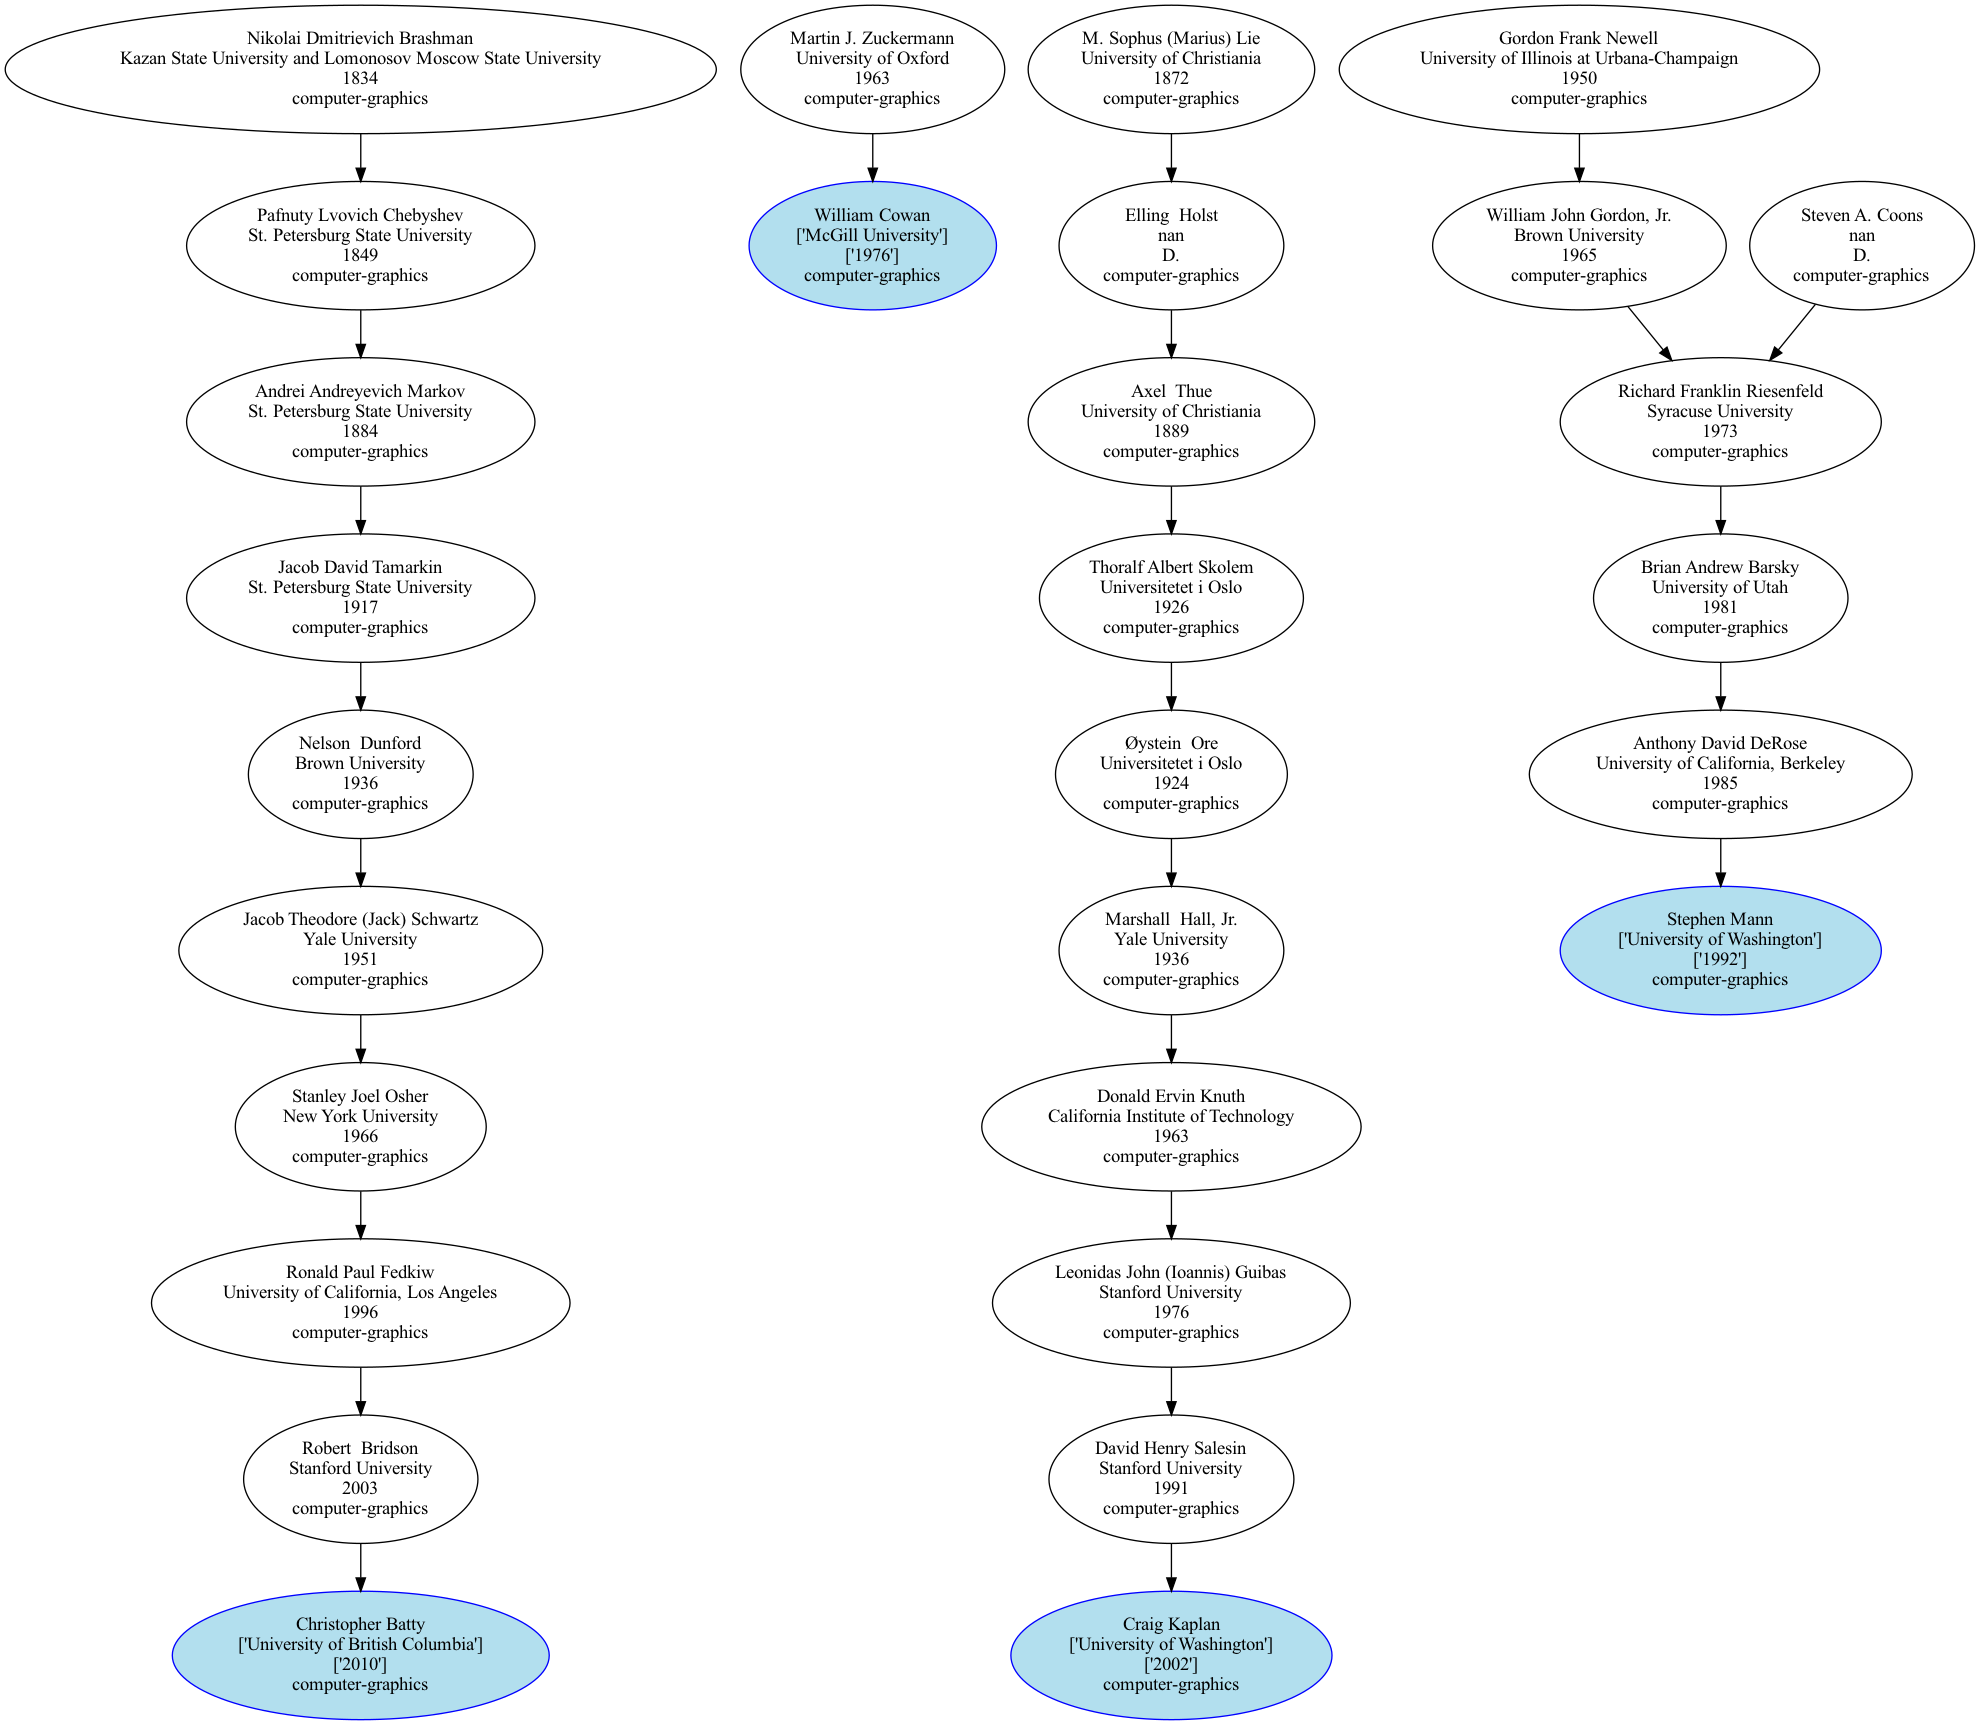 Nikolai Dmitrievich Brashman
Kazan State University and Lomonosov Moscow State University
1834
computer-graphics
Martin J. Zuckermann
University of Oxford
1963
computer-graphics
M. Sophus (Marius) Lie
University of Christiania
1872
computer-graphics
Gordon Frank Newell
University of Illinois at Urbana-Champaign
1950
computer-graphics
Pafnuty Lvovich Chebyshev
St. Petersburg State University
1849
computer-graphics
William Cowan
['McGill University']
['1976']
computer-graphics
Elling  Holst
nan
D.
computer-graphics
William John Gordon, Jr.
Brown University
1965
computer-graphics
Steven A. Coons
nan
D.
computer-graphics
Andrei Andreyevich Markov
St. Petersburg State University
1884
computer-graphics
Axel  Thue
University of Christiania
1889
computer-graphics
Richard Franklin Riesenfeld
Syracuse University
1973
computer-graphics
Jacob David Tamarkin
St. Petersburg State University
1917
computer-graphics
Thoralf Albert Skolem
Universitetet i Oslo
1926
computer-graphics
Brian Andrew Barsky
University of Utah
1981
computer-graphics
Nelson  Dunford
Brown University
1936
computer-graphics
Øystein  Ore
Universitetet i Oslo
1924
computer-graphics
Anthony David DeRose
University of California, Berkeley
1985
computer-graphics
Jacob Theodore (Jack) Schwartz
Yale University
1951
computer-graphics
Marshall  Hall, Jr.
Yale University
1936
computer-graphics
Stephen Mann
['University of Washington']
['1992']
computer-graphics
Stanley Joel Osher
New York University
1966
computer-graphics
Donald Ervin Knuth
California Institute of Technology
1963
computer-graphics
Ronald Paul Fedkiw
University of California, Los Angeles
1996
computer-graphics
Leonidas John (Ioannis) Guibas
Stanford University
1976
computer-graphics
Robert  Bridson
Stanford University
2003
computer-graphics
David Henry Salesin
Stanford University
1991
computer-graphics
Christopher Batty
['University of British Columbia']
['2010']
computer-graphics
Craig Kaplan
['University of Washington']
['2002']
computer-graphics